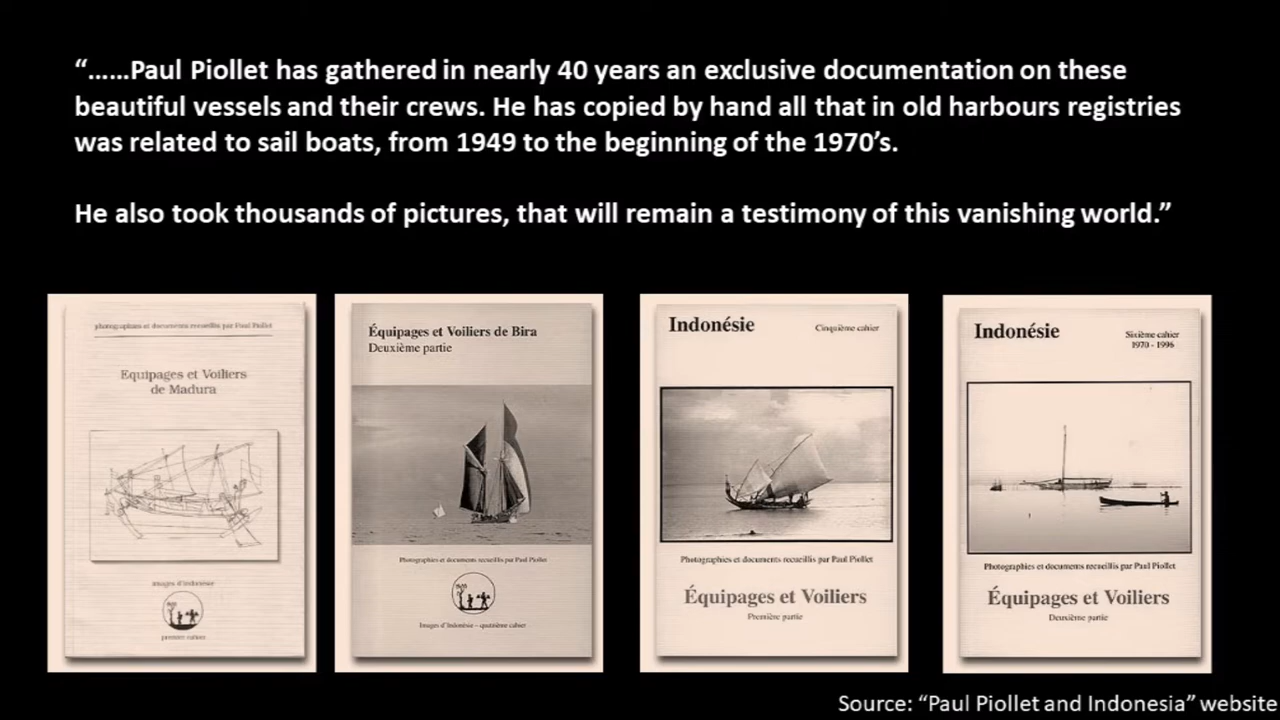 “......Paul Piollet has gathered in nearly 40 years an exclusive documentation on these
beautiful vessels and their crews. He has copied by hand all that in old harbours registries
was related to sail boats, from 1949 to the beginning of the 1970’s.
He also took thousands of pictures, that will remain a testimony of this vanishing world.”
photographies et documents recueillis par Paul Piollet
Equipages et Voiliers
de Madura
images d'indonésie
premier cahier
Équipages et Voiliers de Bira
Deuxième partie
Photographies et documents recueillis par Paul Piollet
Images d'Indonésie - quatrième cahier
Indonésie
Cinquième cahier
Photographies et documents recueillis par Paul Piollet
Équipages et Voiliers
Première partie
Indonésie
Sixième cahier
1970 - 1996
Photographies et documents recueillis par Paul Piollet
Équipages et Voiliers
Deuxième partie
Source: “Paul Piollet and Indonesia” website